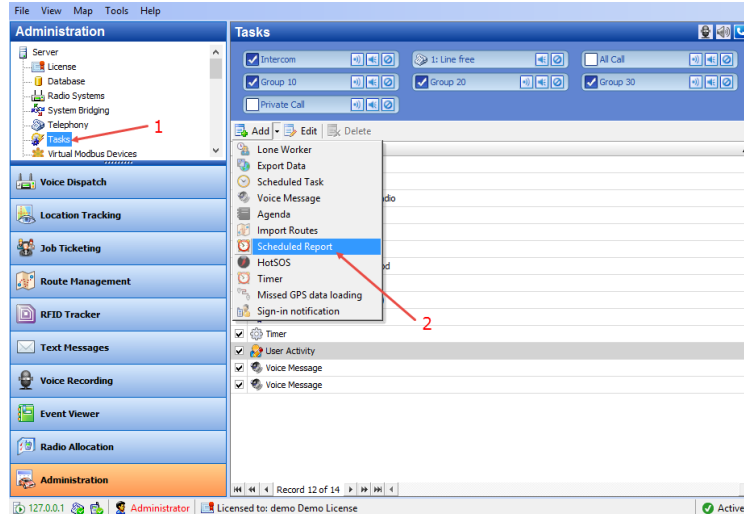 File View Map Tools Help
Administration
Server
License
Database
Radio Systems
System Bridging
Telephony
Tasks
Virtual Modbus Devices
1
Voice Dispatch
Location Tracking
Job Ticketing
Route Management
RFID Tracker
Text Messages
Voice Recording
Event Viewer
Radio Allocation
Administration
Tasks
Intercom
1: Line free
All Call
Group 10
Group 20
Group 30
Private Call
Add Edit Delete
Lone Worker
Export Data
Scheduled Task
Voice Message
dio
Agenda
Import Routes
Scheduled Report
HotSOS
Timer
Missed GPS data loading
Sign-in notification
2
Timer
User Activity
Voice Message
Voice Message
Record 12 of 14
127.0.0.1 Administrator Licensed to: demo Demo License Active